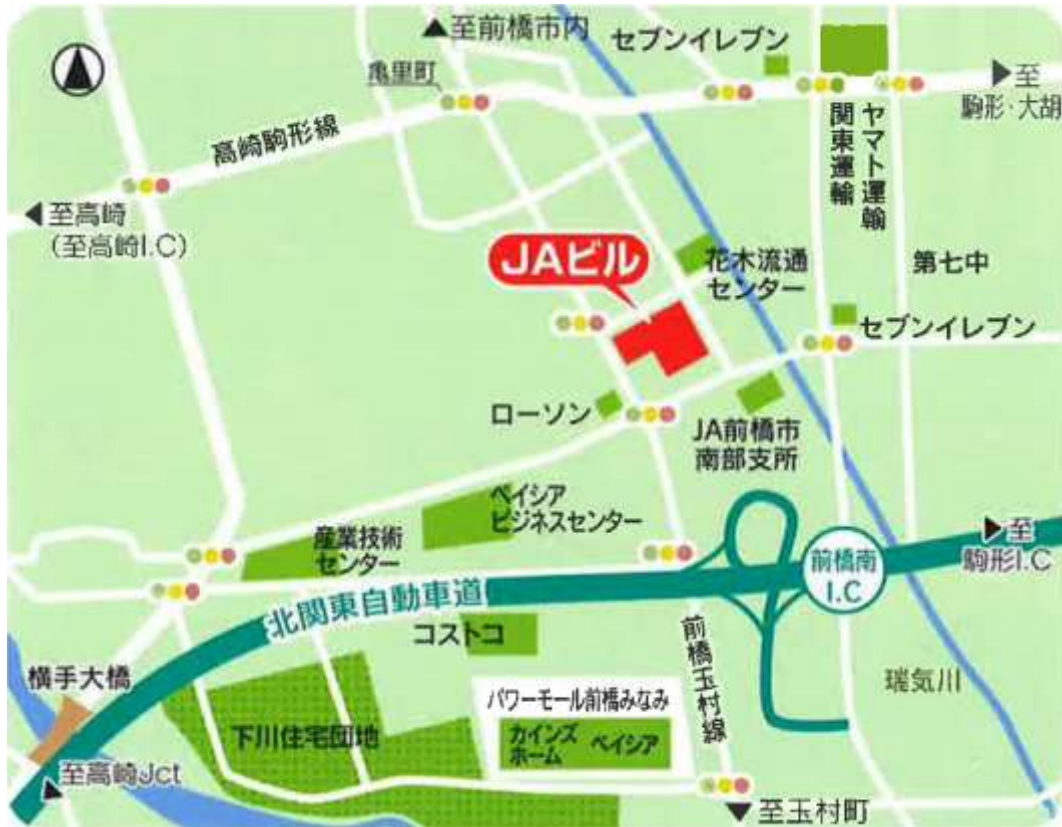 ▲至前橋市内
セブンイレブン
亀里町
▶至
駒形・大胡
高崎駒形線
関東運輸
ヤマト運輸
◀至高崎
(至高崎I.C)
JAビル
花木流通
センター
第七中
セブンイレブン
ローソン
JA前橋市
南部支所
ベイシア
ビジネスセンター
産業技術
センター
前橋南
I.C
▶至
駒形I.C
北関東自動車道
コストコ
前橋玉村線
横手大橋
瑞気川
パワーモール前橋みなみ
カインズ
ホーム
ベイシア
下川住宅団地
至高崎Jct
▼至玉村町